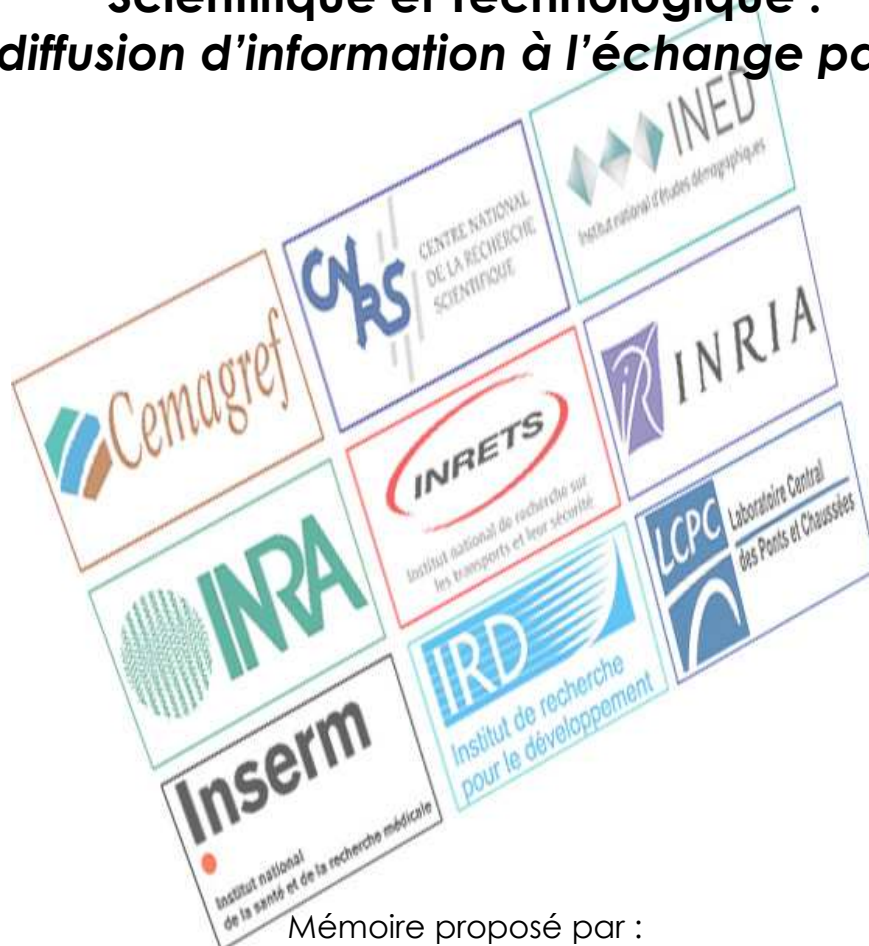 Scientifique et Technologique :
diffusion d'information à l'échange pa
INED
Institut national d'études démographiques
CNRS
CENTRE NATIONAL
DE LA RECHERCHE
SCIENTIFIQUE
Cemagref
INRIA
INRETS
Institut national de recherche sur
les transports et leur sécurité
LCPC
Laboratoire Central
des Ponts et Chaussées
INRA
IRD
Institut de recherche
pour le développement
Inserm
Institut national
de la santé et de la recherche médicale
Mémoire proposé par :